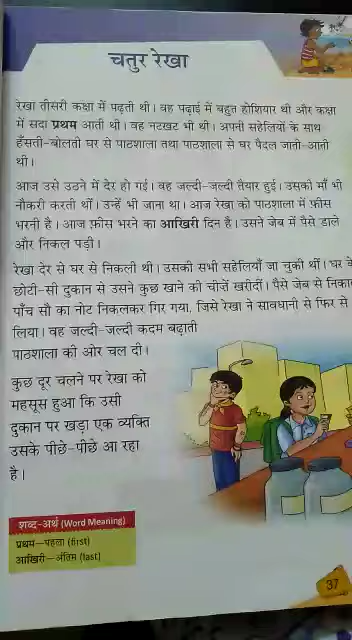 चतुर रेखा
रेखा तीसरी कक्षा में पढ़ती थी। वह पढ़ाई में बहुत होशियार थी और कक्षा
में सदा प्रथम आती थी। वह नटखट भी थी। अपनी सहेलियों के साथ
हँसती-बोलती घर से पाठशाला तथा पाठशाला से घर पैदल जाती-आती
थी।
आज उसे उठने में देर हो गई। वह जल्दी-जल्दी तैयार हुई। उसकी माँ भी
नौकरी करती थीं। उन्हें भी जाना था। आज रेखा को पाठशाला में फ़ीस
भरनी है। आज फ़ीस भरने का आखिरी दिन है। उसने जेब में पैसे डाले
और निकल पड़ी।
रेखा देर से घर से निकली थी। उसकी सभी सहेलियाँ जा चुकी थीं। घर के
छोटी-सी दुकान से उसने कुछ खाने की चीजें खरीदीं। पैसे जेब से
पाँच सौ का नोट निकलकर गिर गया, जिसे रेखा ने सावधानी से फिर से
लिया। वह जल्दी-जल्दी कदम बढ़ाती
पाठशाला की ओर चल दी।
कुछ दूर चलने पर रेखा को
महसूस हुआ कि उसी
दुकान पर खड़ा एक व्यक्ति
उसके पीछे-पीछे आ रहा
है।
शब्द-अर्थ (Word Meaning)
प्रथम—पहला (first)
आखिरी—अंतिम (last)
37